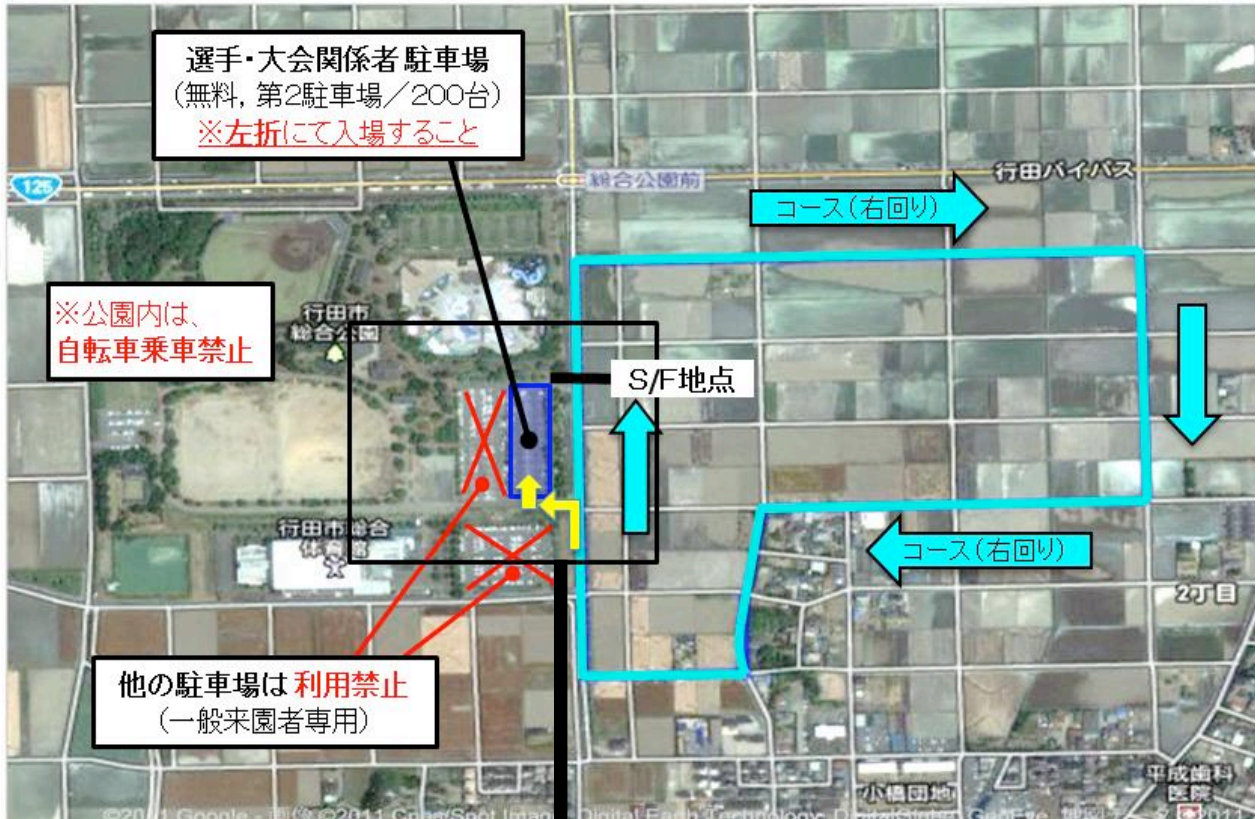 選手・大会関係者 駐車場
(無料, 第2駐車場／200台)
※左折にて入場すること
125
総合公園前
行田バイパス
コース(右回り)
※公園内は、
自転車乗車禁止
行田市
総合公園
S/F地点
行田市総合
体育館
コース(右回り)
2丁目
他の駐車場は 利用禁止
(一般来園者専用)
小橋団地
平成歯科
医院